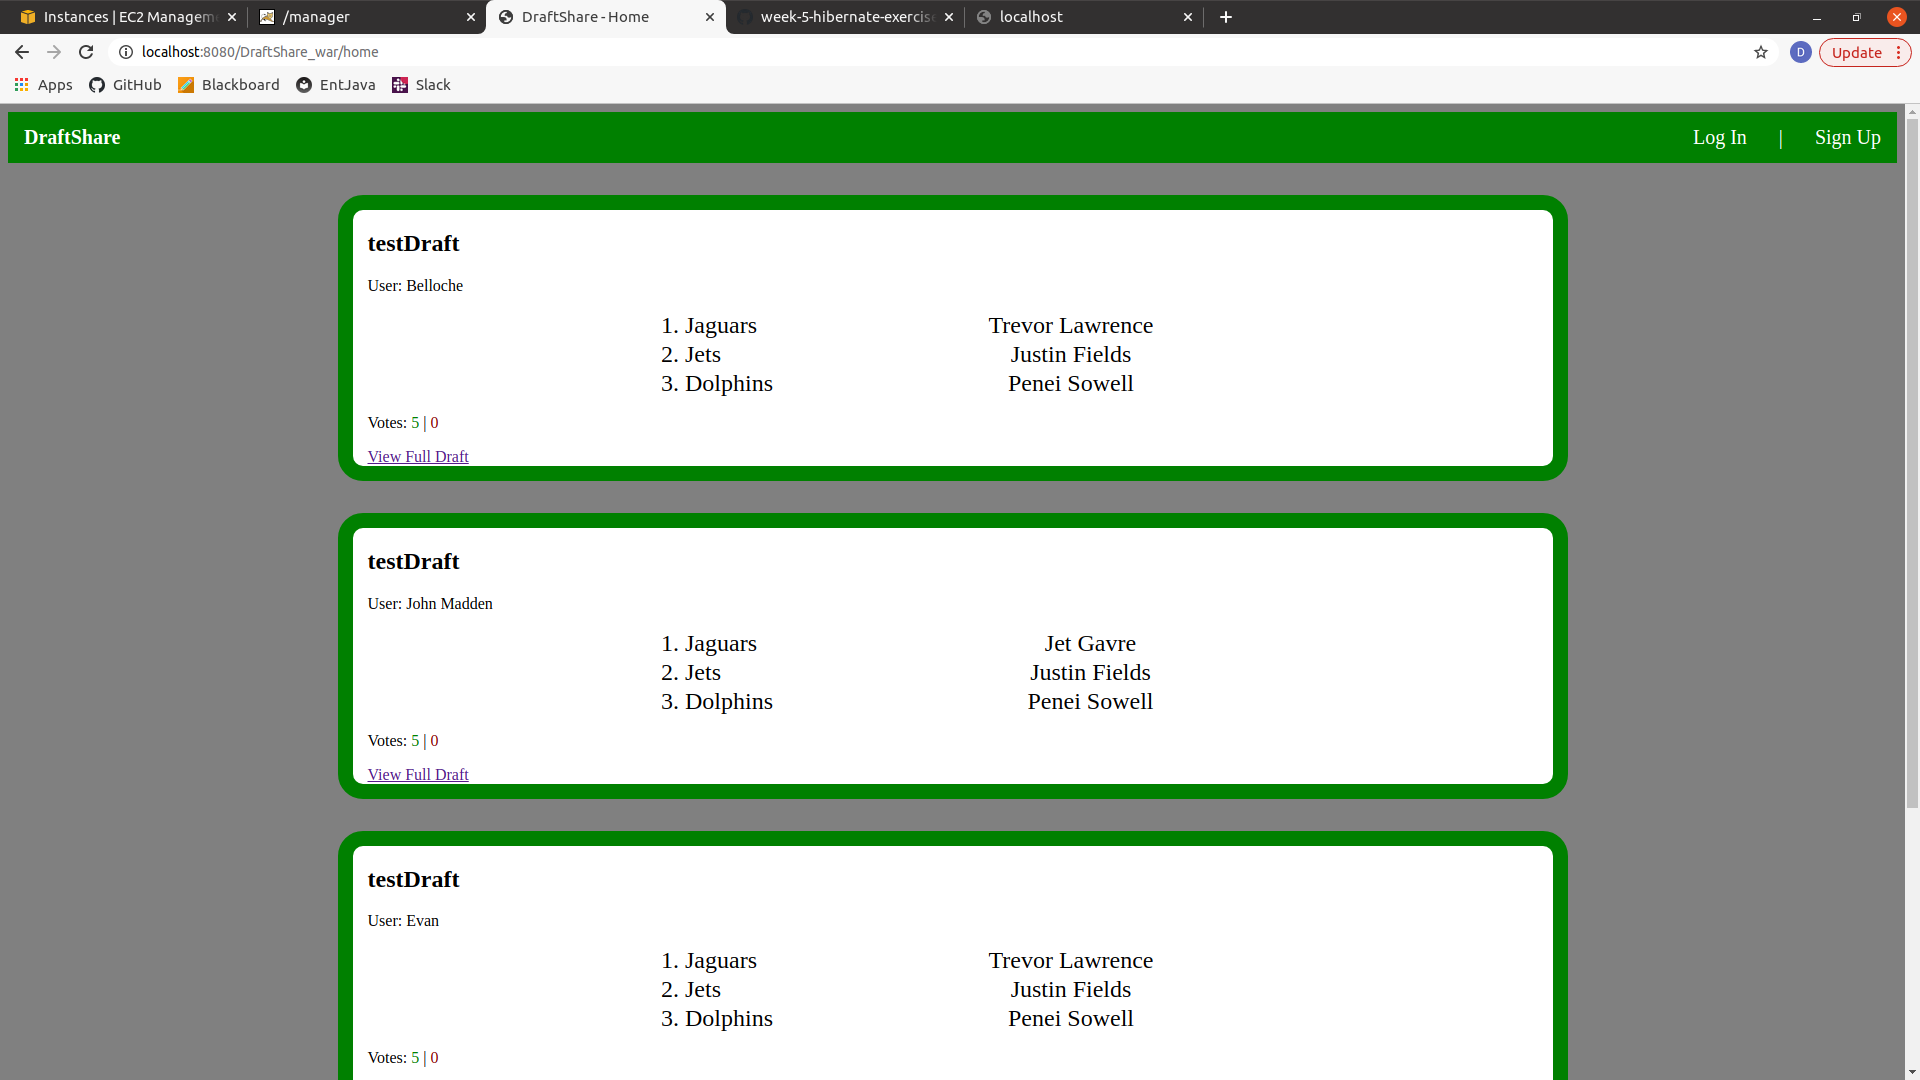 Instances | EC2 Managem
/manager
DraftShare - Home
week-5-hibernate-exercise
localhost
localhost:8080/DraftShare_war/home
D
Update
Apps
GitHub
Blackboard
EntJava
Slack
DraftShare
Log In | Sign Up
testDraft
User: Belloche
1. Jaguars Trevor Lawrence
2. Jets Justin Fields
3. Dolphins Penei Sowell
Votes: 5 | 0
View Full Draft
testDraft
User: John Madden
1. Jaguars Jet Gavre
2. Jets Justin Fields
3. Dolphins Penei Sowell
Votes: 5 | 0
View Full Draft
testDraft
User: Evan
1. Jaguars Trevor Lawrence
2. Jets Justin Fields
3. Dolphins Penei Sowell
Votes: 5 | 0